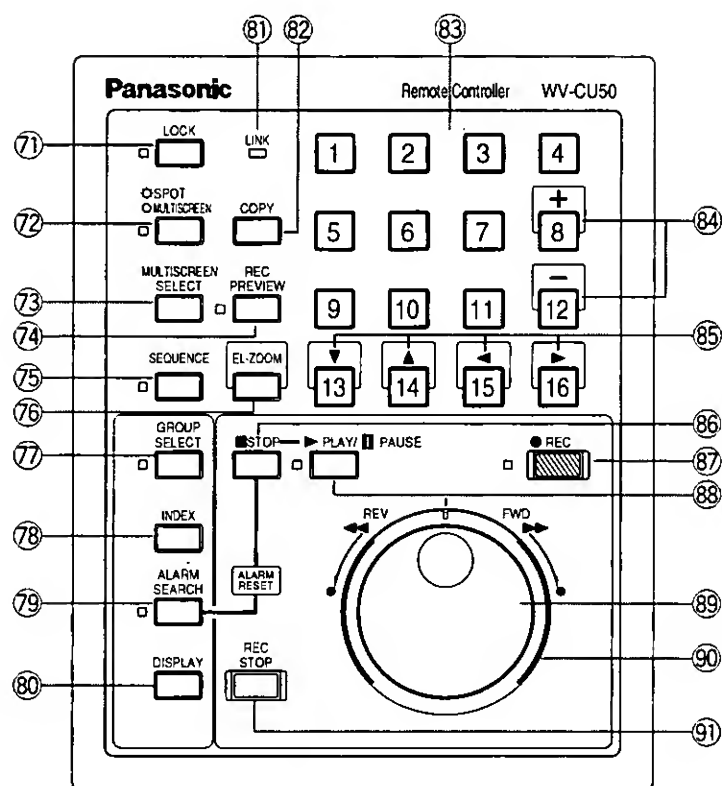 81 82 83
Panasonic Remote Controller WV-CU50
71 LOCK LINK 1 2 3 4
SPOT
MULTISCREEN COPY +
72 5 6 7 8 84
MULTISCREEN SELECT REC PREVIEW −
73 9 10 11 12
74 ▼ ▲ ◀ ▶ 85
75 SEQUENCE EL-ZOOM 13 14 15 16
76
GROUP SELECT ■STOP ▶ PLAY/❚❚ PAUSE ● REC 86
77 87
88
78 INDEX ◀◀ REV FWD ▶▶
ALARM SEARCH ALARM RESET
79 89
REC STOP 90
80 DISPLAY
91